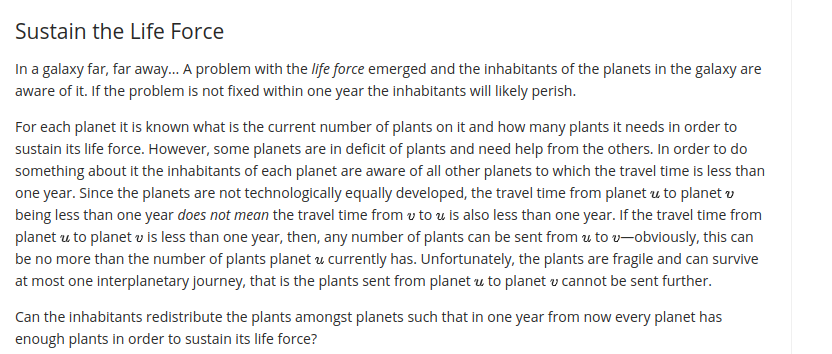 Sustain the Life Force
In a galaxy far, far away... A problem with the life force emerged and the inhabitants of the planets in the galaxy are
aware of it. If the problem is not fixed within one year the inhabitants will likely perish.
For each planet it is known what is the current number of plants on it and how many plants it needs in order to
sustain its life force. However, some planets are in deficit of plants and need help from the others. In order to do
something about it the inhabitants of each planet are aware of all other planets to which the travel time is less than
one year. Since the planets are not technologically equally developed, the travel time from planet u to planet v
being less than one year does not mean the travel time from v to u is also less than one year. If the travel time from
planet u to planet v is less than one year, then, any number of plants can be sent from u to v—obviously, this can
be no more than the number of plants planet u currently has. Unfortunately, the plants are fragile and can survive
at most one interplanetary journey, that is the plants sent from planet u to planet v cannot be sent further.
Can the inhabitants redistribute the plants amongst planets such that in one year from now every planet has
enough plants in order to sustain its life force?